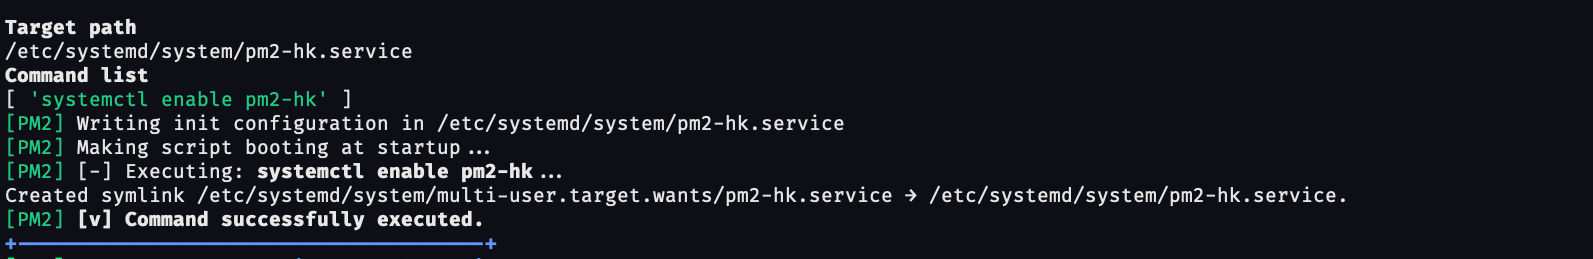 Target path
/etc/systemd/system/pm2-hk.service
Command list
[ 'systemctl enable pm2-hk' ]
[PM2] Writing init configuration in /etc/systemd/system/pm2-hk.service
[PM2] Making script booting at startup...
[PM2] [-] Executing: systemctl enable pm2-hk...
Created symlink /etc/systemd/system/multi-user.target.wants/pm2-hk.service → /etc/systemd/system/pm2-hk.service.
[PM2] [v] Command successfully executed.
+---------------------------------------+